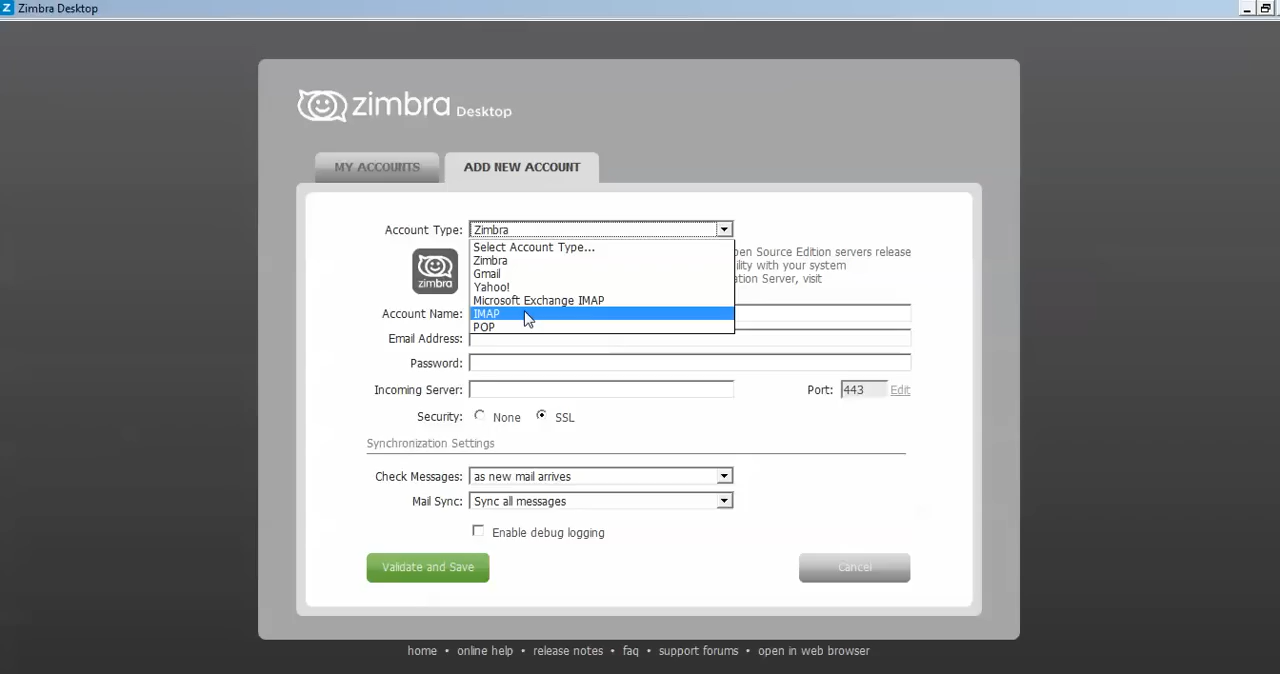 Zimbra Desktop
zimbra Desktop
MY ACCOUNTS
ADD NEW ACCOUNT
Account Type: Zimbra
Select Account Type...
Zimbra
Gmail
Yahoo!
Microsoft Exchange IMAP
IMAP
POP
zimbra
pen Source Edition servers release
ility with your system
ation Server, visit
Account Name:
Email Address:
Password:
Incoming Server:
Port: 443 Edit
Security: None SSL
Synchronization Settings
Check Messages: as new mail arrives
Mail Sync: Sync all messages
Enable debug logging
Validate and Save
Cancel
home • online help • release notes • faq • support forums • open in web browser